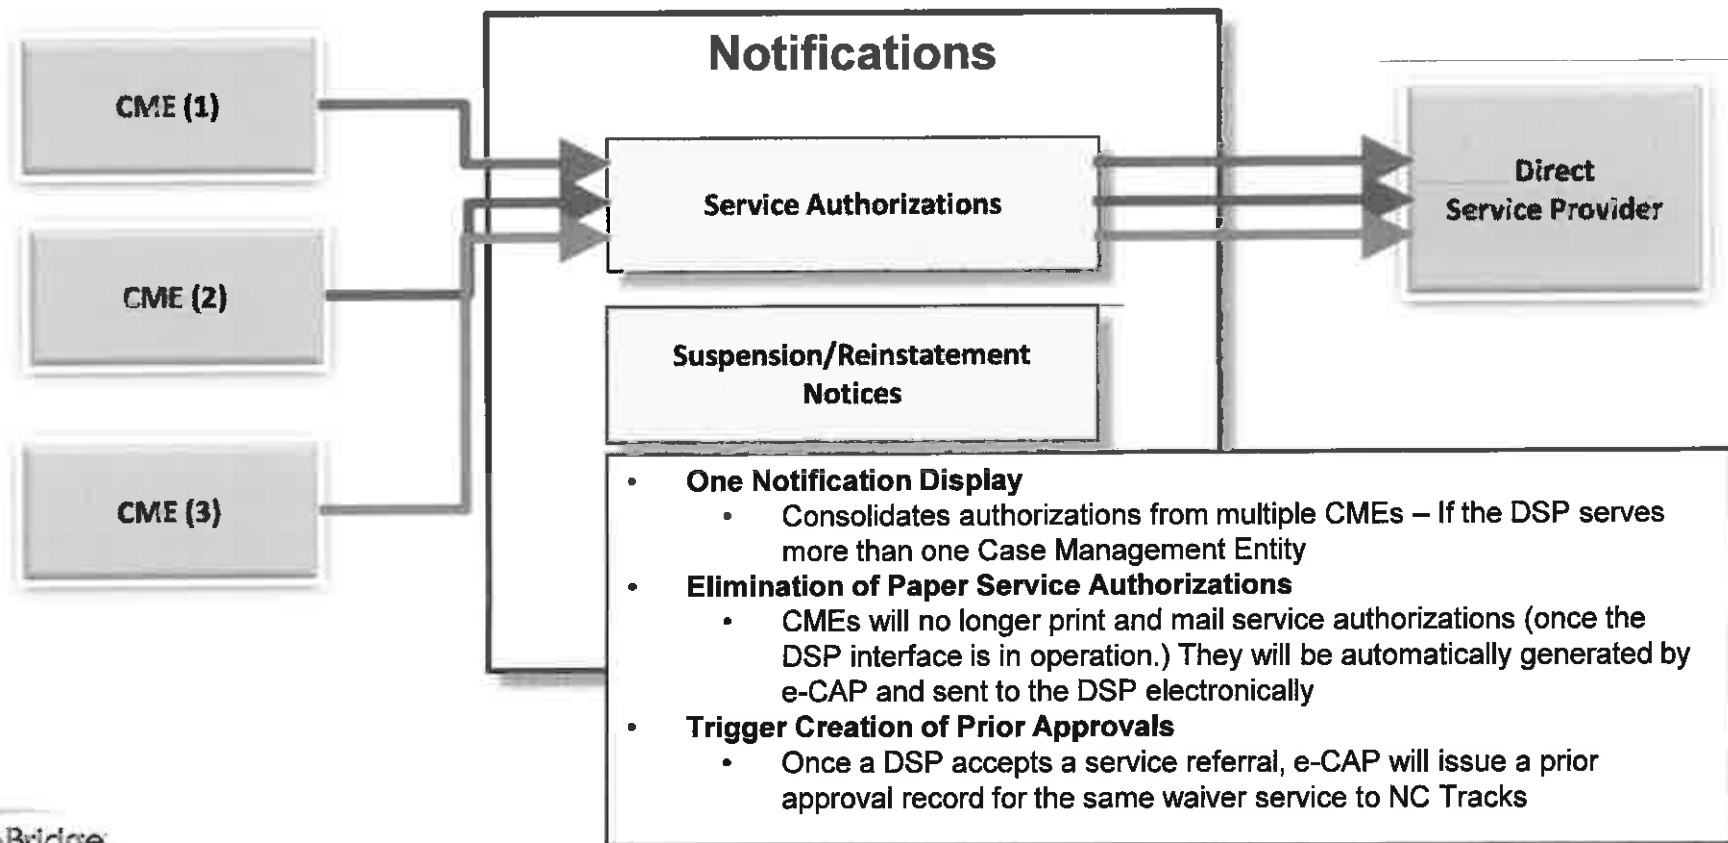 Notifications
CME (1)
CME (2)
CME (3)
Service Authorizations
Direct
Service Provider
Suspension/Reinstatement
Notices
• One Notification Display
• Consolidates authorizations from multiple CMEs – If the DSP serves
more than one Case Management Entity
• Elimination of Paper Service Authorizations
• CMEs will no longer print and mail service authorizations (once the
DSP interface is in operation.) They will be automatically generated by
e-CAP and sent to the DSP electronically
• Trigger Creation of Prior Approvals
• Once a DSP accepts a service referral, e-CAP will issue a prior
approval record for the same waiver service to NC Tracks